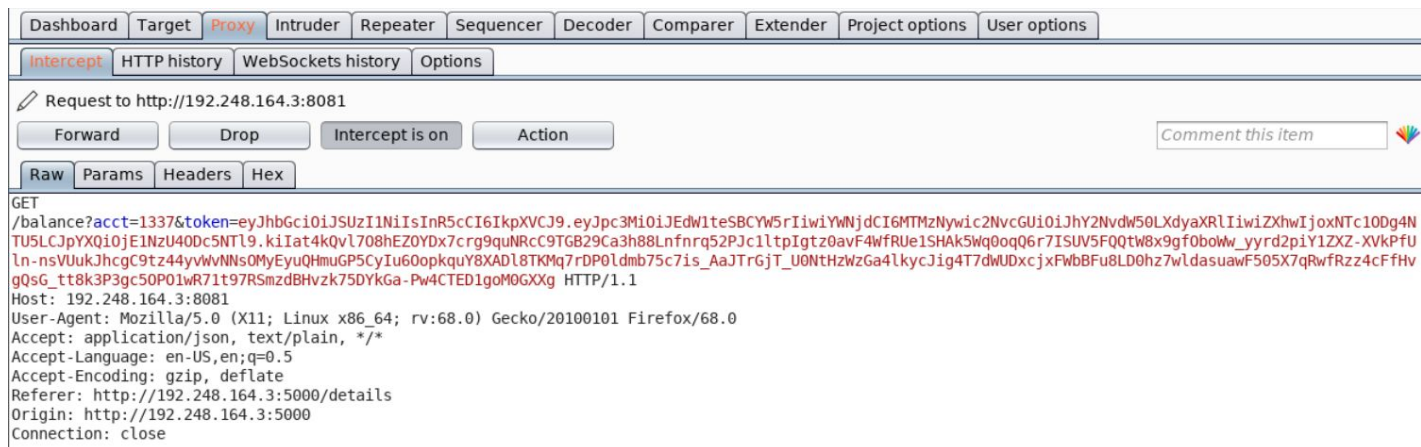 Dashboard Target Proxy Intruder Repeater Sequencer Decoder Comparer Extender Project options User options
Intercept HTTP history WebSockets history Options
Request to http://192.248.164.3:8081
Forward Drop Intercept is on Action Comment this item
Raw Params Headers Hex
GET
/balance?acct=1337&token=eyJhbGciOiJSUzI1NiIsInR5cCI6IkpXVCJ9.eyJpc3MiOiJEdW1teSBCYW5rIiwiYWNjdCI6MTMzNywic2NvcGUiOiJhY2NvdW50LXdyaXRlIiwiZXhwIjoxNTc1ODg4N
TU5LCJpYXQiOjE1NzU4ODc5NTl9.kiIat4kQvl7O8hEZOYDx7crg9quNRcC9TGB29Ca3h88Lnfnrq52PJc1ltpIgtz0avF4WfRUe1SHAk5Wq0oqQ6r7ISUV5FQQtW8x9gfOboWw_yyrd2piY1ZXZ-XVkPfU
ln-nsVUukJhcgC9tz44yvWvNNsOMyEyuQHmuGP5CyIu6OopkquY8XADl8TKMq7rDP0ldmb75c7is_AaJTrGjT_U0NtHzWzGa4lkycJig4T7dWUDxcjxFWbBFu8LD0hz7wldasuawF505X7qRwfRzz4cFfHv
gQsG_tt8k3P3gc5OPO1wR71t97RSmzdBHvzk75DYkGa-Pw4CTED1goM0GXXg HTTP/1.1
Host: 192.248.164.3:8081
User-Agent: Mozilla/5.0 (X11; Linux x86_64; rv:68.0) Gecko/20100101 Firefox/68.0
Accept: application/json, text/plain, */*
Accept-Language: en-US,en;q=0.5
Accept-Encoding: gzip, deflate
Referer: http://192.248.164.3:5000/details
Origin: http://192.248.164.3:5000
Connection: close